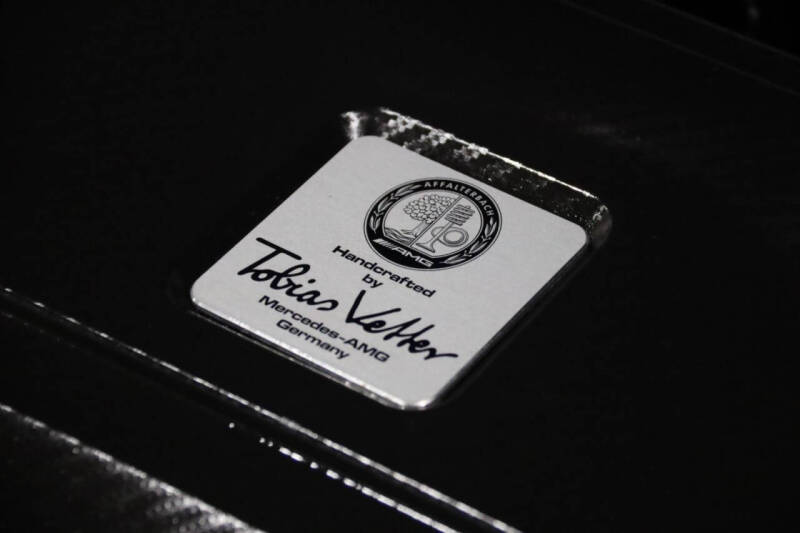 AFFALTERBACH
AMG
Handcrafted
by
Tobias Vetter
Mercedes-AMG
Germany